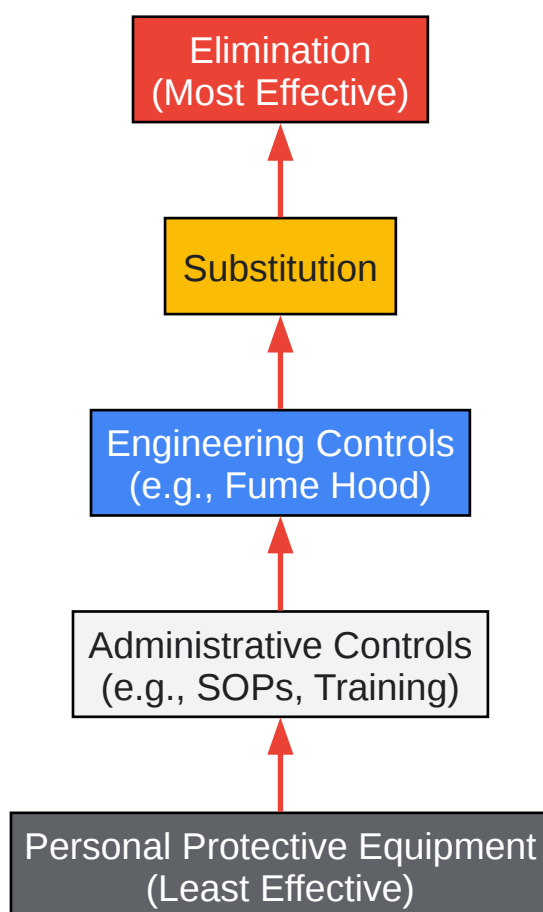 Elimination
(Most Effective)
Substitution
Engineering Controls
(e.g., Fume Hood)
Administrative Controls
(e.g., SOPs, Training)
Personal Protective Equipment
(Least Effective)